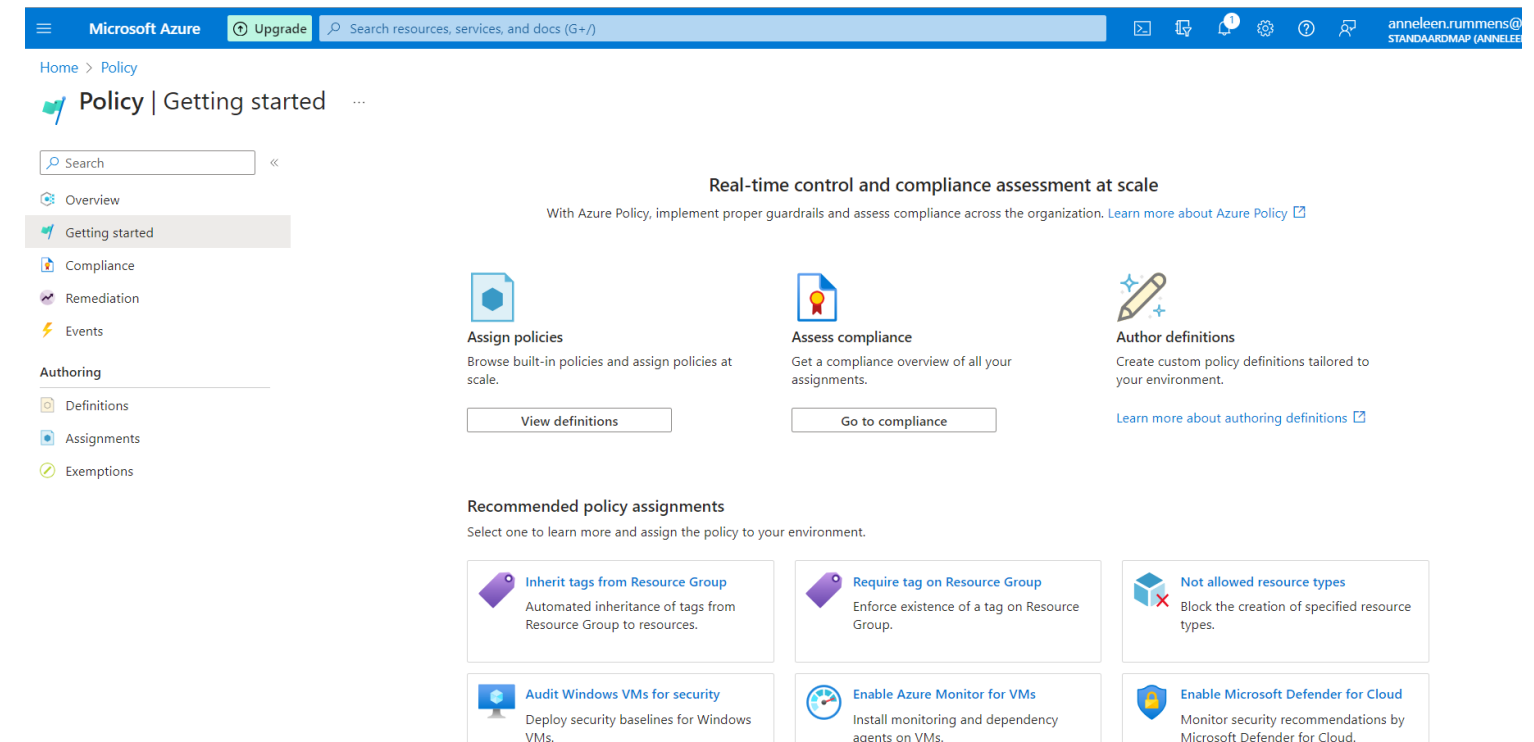 Microsoft Azure
Upgrade
Search resources, services, and docs (G+/)
1
anneleen.rummens@
STANDAARDMAP (ANNELEE
Home > Policy
Policy | Getting started ...
Search
«
Overview
Getting started
Compliance
Remediation
Events
Authoring
Definitions
Assignments
Exemptions
Real-time control and compliance assessment at scale
With Azure Policy, implement proper guardrails and assess compliance across the organization. Learn more about Azure Policy
Assign policies
Browse built-in policies and assign policies at
scale.
View definitions
Assess compliance
Get a compliance overview of all your
assignments.
Go to compliance
Author definitions
Create custom policy definitions tailored to
your environment.
Learn more about authoring definitions
Recommended policy assignments
Select one to learn more and assign the policy to your environment.
Inherit tags from Resource Group
Automated inheritance of tags from
Resource Group to resources.
Require tag on Resource Group
Enforce existence of a tag on Resource
Group.
Not allowed resource types
Block the creation of specified resource
types.
Audit Windows VMs for security
Deploy security baselines for Windows
VMs.
Enable Azure Monitor for VMs
Install monitoring and dependency
agents on VMs.
Enable Microsoft Defender for Cloud
Monitor security recommendations by
Microsoft Defender for Cloud.